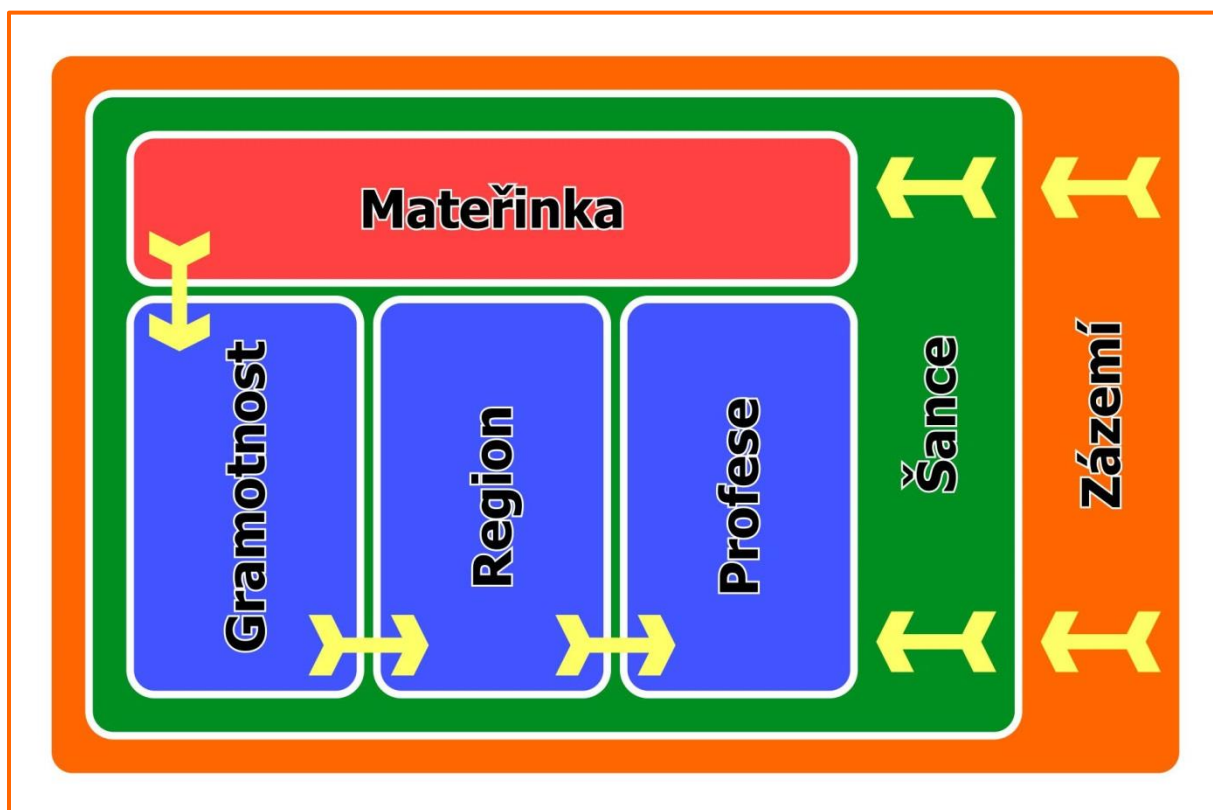 Mateřinka
Gramotnost
Region
Profese
Šance
Zázemí